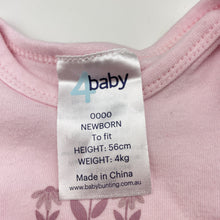 4baby
0000
NEWBORN
To fit
HEIGHT: 56cm
WEIGHT: 4kg
Made in China
www.babybunting.com.au